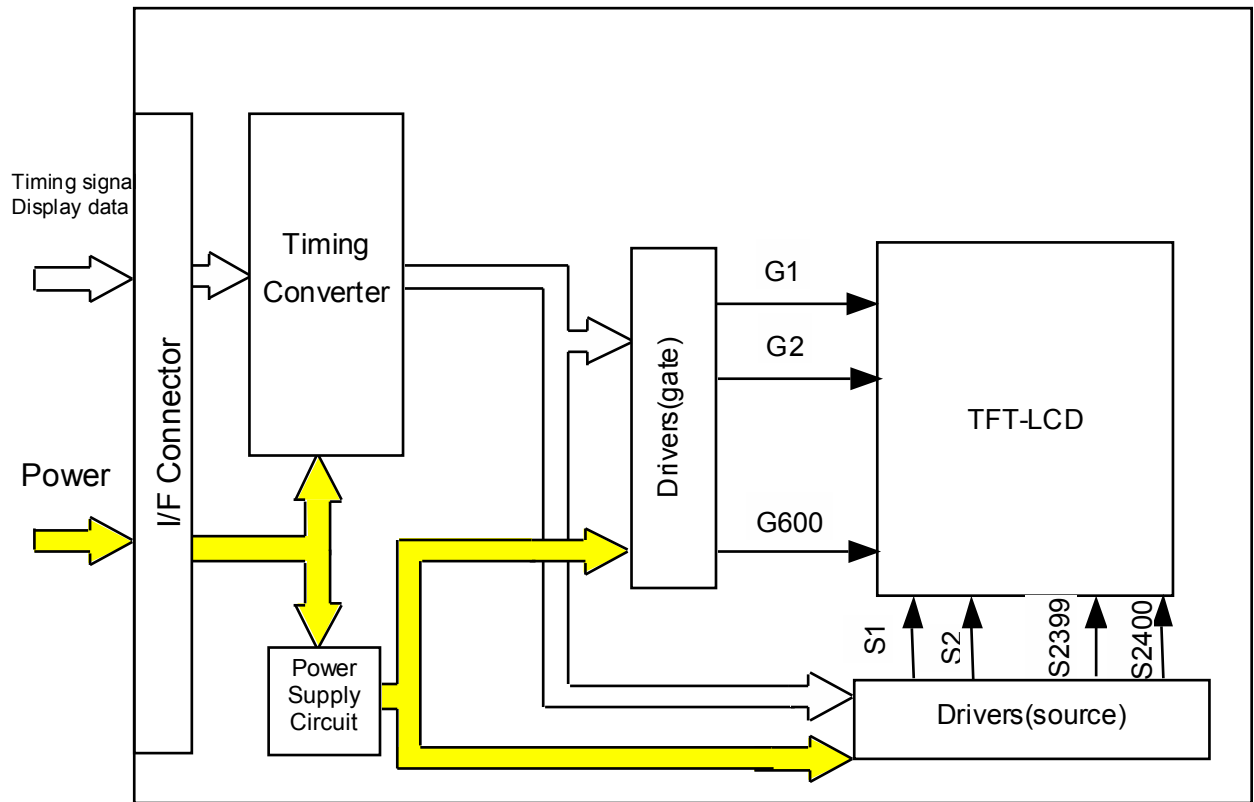 Timing signa
Display data
Power
I/F Connector
Timing
Converter
Power
Supply
Circuit
Drivers(gate)
G1
G2
G600
TFT-LCD
S1
S2
S2399
S2400
Drivers(source)